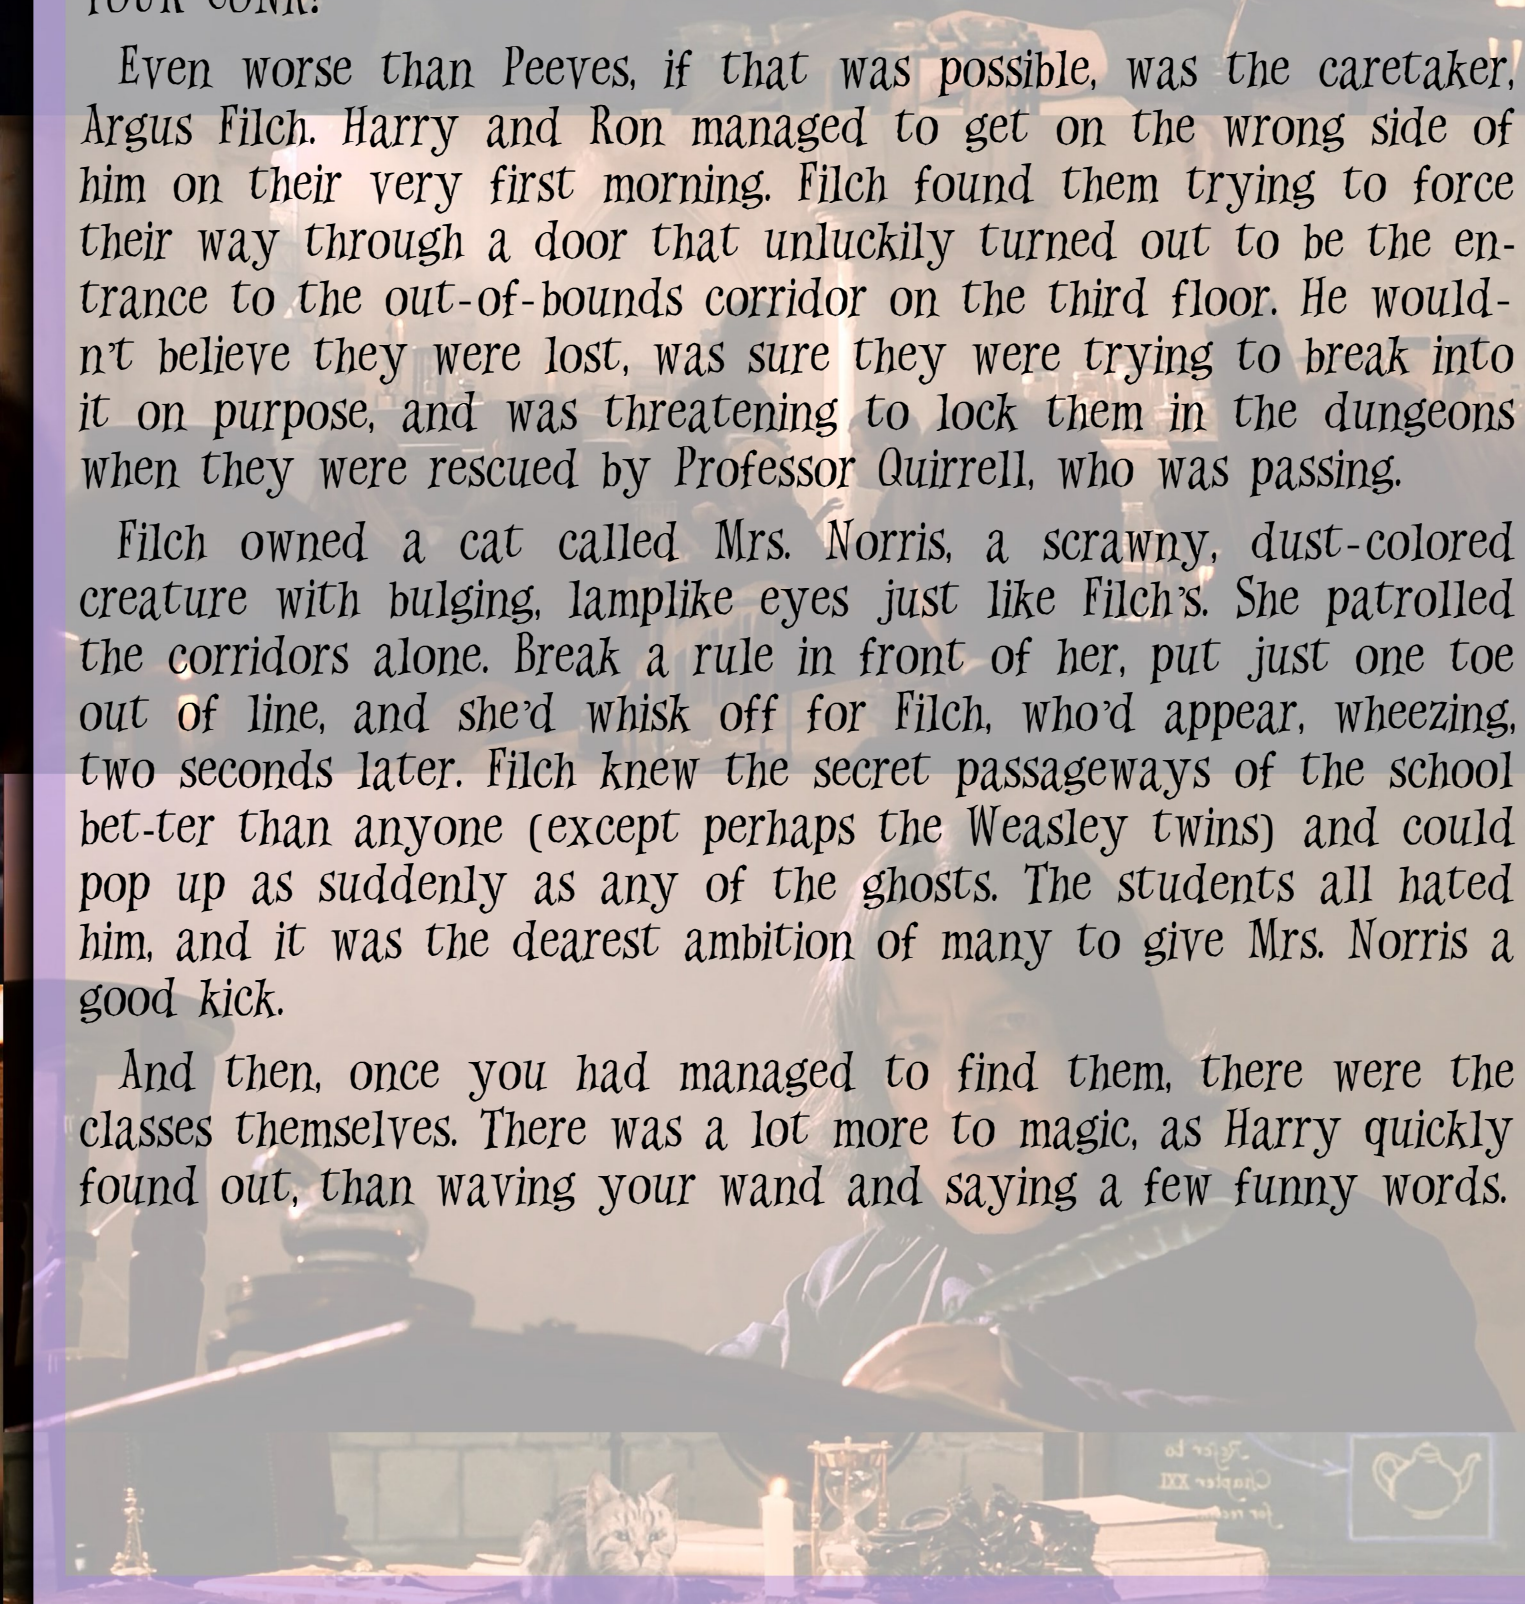 YOUR CONK!
Even worse than Peeves, if that was possible, was the caretaker,
Argus Filch. Harry and Ron managed to get on the wrong side of
him on their very first morning. Filch found them trying to force
their way through a door that unluckily turned out to be the en-
trance to the out-of-bounds corridor on the third floor. He would-
n't believe they were lost, was sure they were trying to break into
it on purpose, and was threatening to lock them in the dungeons
when they were rescued by Professor Quirrell, who was passing.
Filch owned a cat called Mrs. Norris, a scrawny, dust-colored
creature with bulging, lamplike eyes just like Filch's. She patrolled
the corridors alone. Break a rule in front of her, put just one toe
out of line, and she'd whisk off for Filch, who'd appear, wheezing,
two seconds later. Filch knew the secret passageways of the school
bet-ter than anyone (except perhaps the Weasley twins) and could
pop up as suddenly as any of the ghosts. The students all hated
him, and it was the dearest ambition of many to give Mrs. Norris a
good kick.
And then, once you had managed to find them, there were the
classes themselves. There was a lot more to magic, as Harry quickly
found out, than waving your wand and saying a few funny words.
Refer to
Chapter XXI
for